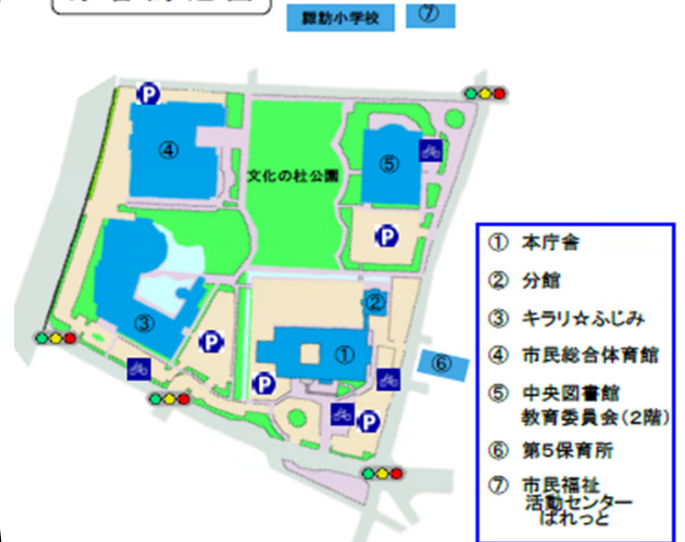 諏訪小学校
⑦
P
④
文化の杜公園
⑤
P
②
③
P
①
⑥
P
P
① 本庁舎
② 分館
③ キラリ☆ふじみ
④ 市民総合体育館
⑤ 中央図書館
教育委員会(2階)
⑥ 第5保育所
⑦ 市民福祉
活動センター
ぱれっと